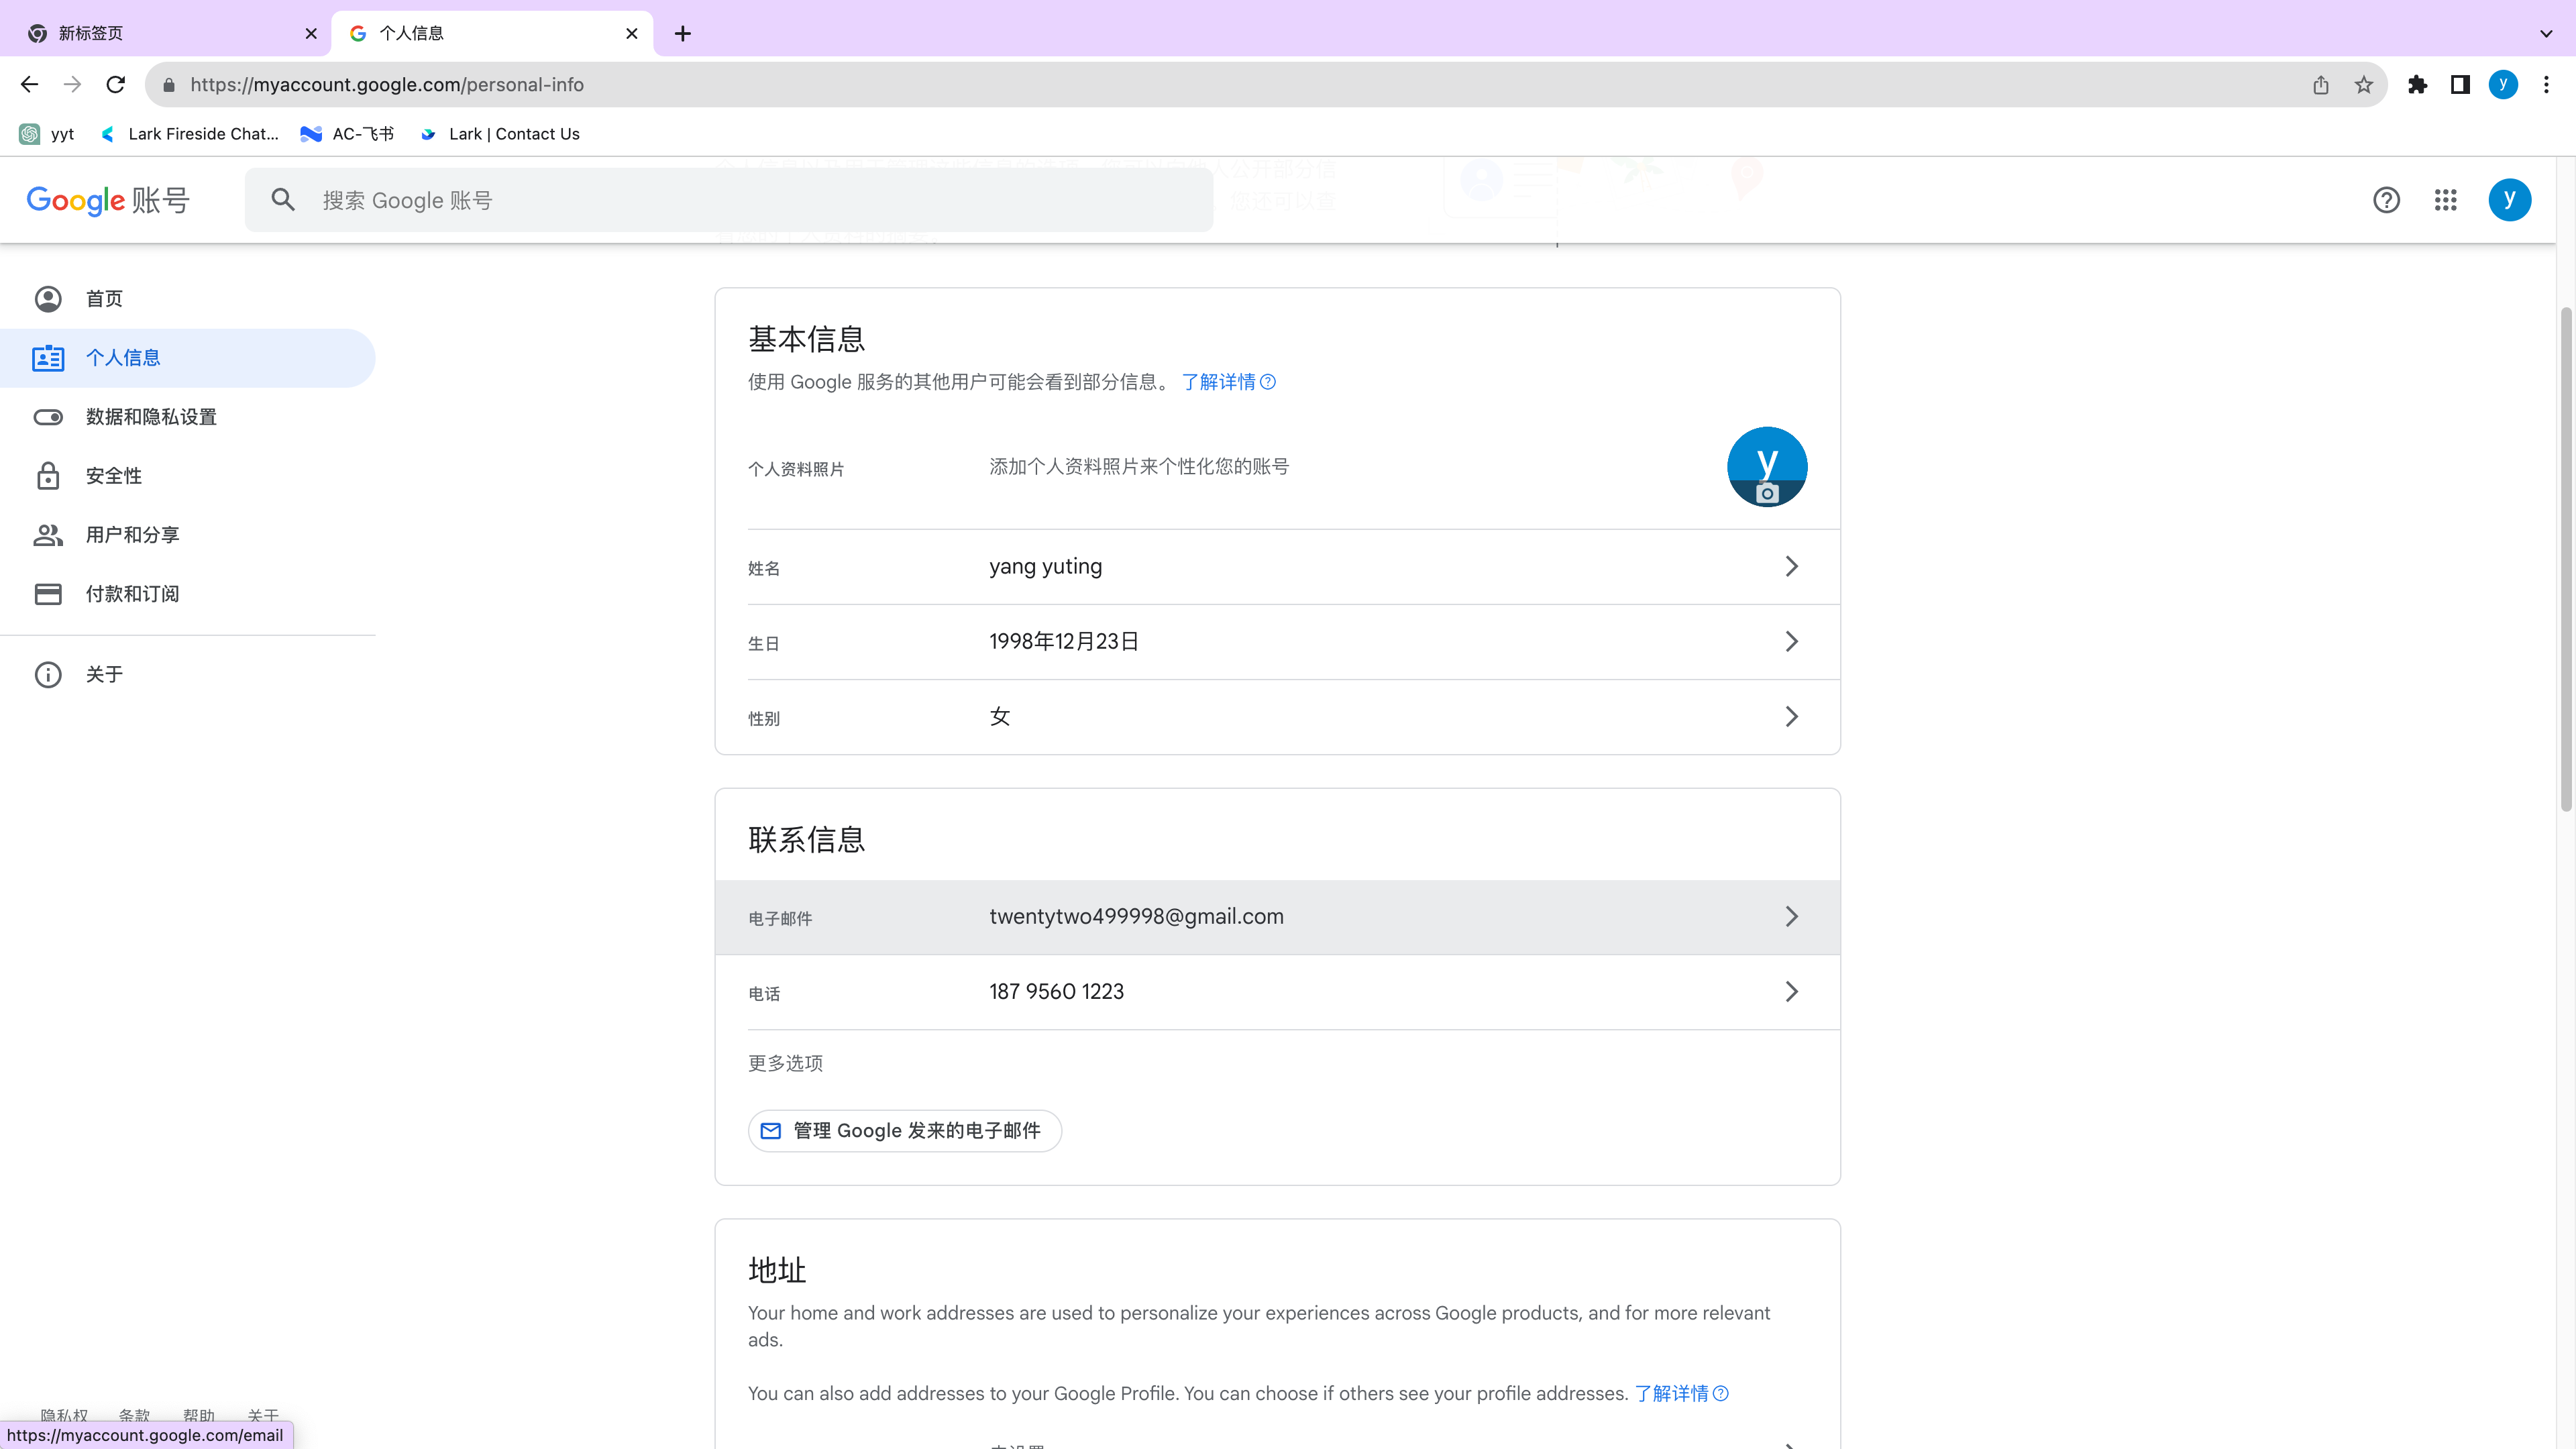 新标签页
个人信息
https://myaccount.google.com/personal-info
y
yyt
Lark Fireside Chat...
AC-飞书
Lark | Contact Us
Google 账号
搜索 Google 账号
人公开部分信
您还可以查
y
首页
个人信息
数据和隐私设置
安全性
用户和分享
付款和订阅
关于
基本信息
使用 Google 服务的其他用户可能会看到部分信息。 了解详情
个人资料照片 添加个人资料照片来个性化您的账号
y
姓名 yang yuting
生日 1998年12月23日
性别 女
联系信息
电子邮件 twentytwo499998@gmail.com
电话 187 9560 1223
更多选项
管理 Google 发来的电子邮件
地址
Your home and work addresses are used to personalize your experiences across Google products, and for more relevant
ads.
You can also add addresses to your Google Profile. You can choose if others see your profile addresses. 了解详情
隐私权 条款 帮助 关于
https://myaccount.google.com/email